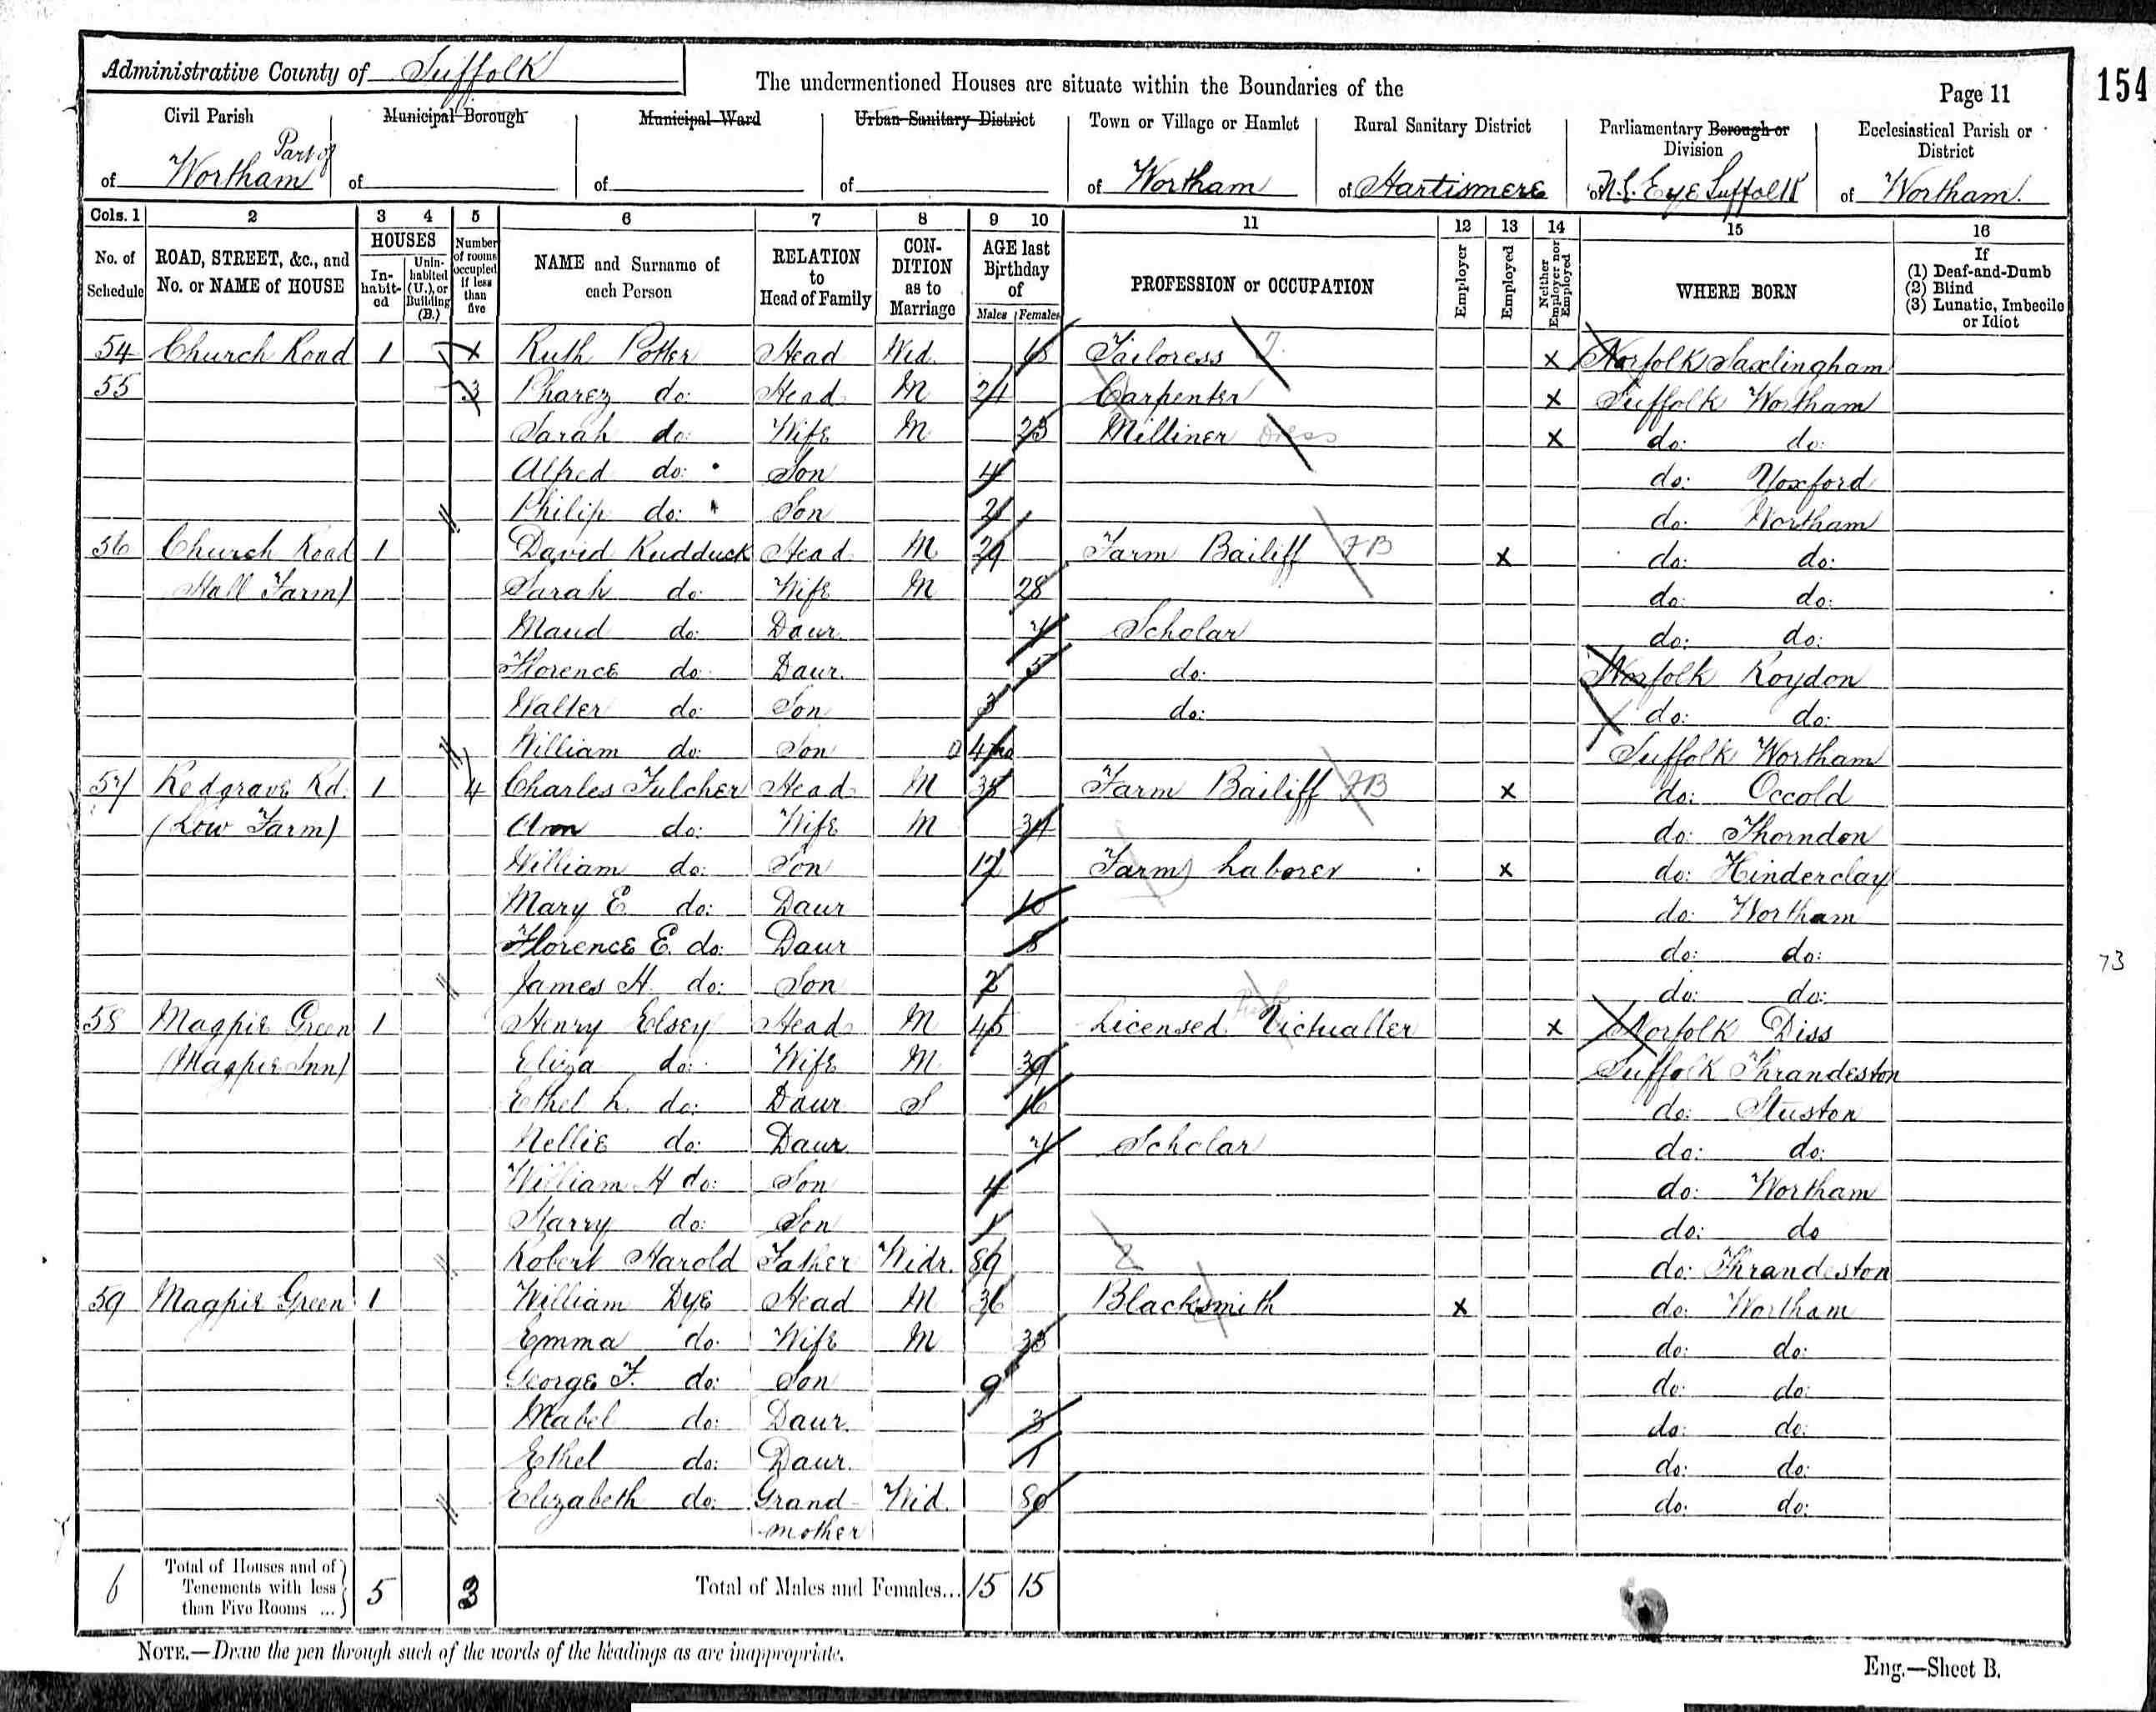 154
Administrative County of Suffolk
The undermentioned Houses are situate within the Boundaries of the
Page 11
Civil Parish
Municipal Borough
Municipal Ward
Urban Sanitary District
Town or Village or Hamlet
Rural Sanitary District
Parliamentary Borough or Division
Ecclesiastical Parish or District
Part of
of Wortham
of
of
of
of Wortham
of Hartismere
of N.E. Eye Suffolk
of Wortham.
Cols. 1 2 3 4 5 6 7 8 9 10 11 12 13 14 15 16
No. of Schedule
ROAD, STREET, &c., and No. or NAME of HOUSE
HOUSES
In-habit-ed
Unin-habited (U.), or Building (B.)
Number of rooms occupied if less than five
NAME and Surname of each Person
RELATION to Head of Family
CON-DITION as to Marriage
AGE last Birthday of
Males Females
PROFESSION or OCCUPATION
Employer
Employed
Neither Employer nor Employed
WHERE BORN
If
(1) Deaf-and-Dumb
(2) Blind
(3) Lunatic, Imbecile or Idiot
54 Church Road 1 Ruth Potter Head Wid. Tailoress x Norfolk Saxlingham
55 3 Pharez do: Head M 24 Carpenter x Suffolk Wortham
Sarah do: Wife M 23 Milliner Dress x do: do:
Alfred do: Son 4 do: Yoxford
Philip do: Son 2 do: Wortham
56 Church Road 1 David Rudduck Head M 29 Farm Bailiff FB x do: do:
Hall Farm) Sarah do: Wife M 28 do: do:
Maud do: Daur. 7 Scholar do: do:
Florence do: Daur. 5 do: Norfolk Roydon
Walter do: Son 3 do: do: do:
William do: Son 4 mo Suffolk Wortham
57 Redgrave Rd. 1 4 Charles Fulcher Head M 38 Farm Bailiff FB x do: Occold
(Low Farm) Ann do: Wife M 34 do: Thorndon
William do: Son 17 Farm Laborer x do: Hinderclay
Mary E. do: Daur 10 do: Wortham
Florence E. do: Daur 8 do: do:
James H. do: Son 2 do: do:
58 Magpie Green 1 Henry Elsey Head M 45 Licensed Victualler x Norfolk Diss
(Magpie Inn) Eliza do: Wife M 39 Suffolk Thrandeston
Ethel L. do: Daur S 16 do: Stuston
Nellie do: Daur 7 Scholar do: do:
William H do: Son 4 do: Wortham
Harry do: Son 1 do: do
Robert Harold Father Widr. 89 do: Thrandeston
59 Magpie Green 1 William Dye Head M 36 Blacksmith x do: Wortham
Emma do: Wife M 33 do: do:
George F. do: Son 9 do: do:
Mabel do: Daur. 3 do: do:
Ethel do: Daur. 1 do: do:
Elizabeth do: Grand- Wid. 80 do: do:
mother
73
6 Total of Houses and of Tenements with less than Five Rooms ... 5 3 Total of Males and Females... 15 15
NOTE.—Draw the pen through such of the words of the headings as are inappropriate.
Eng.—Sheet B.